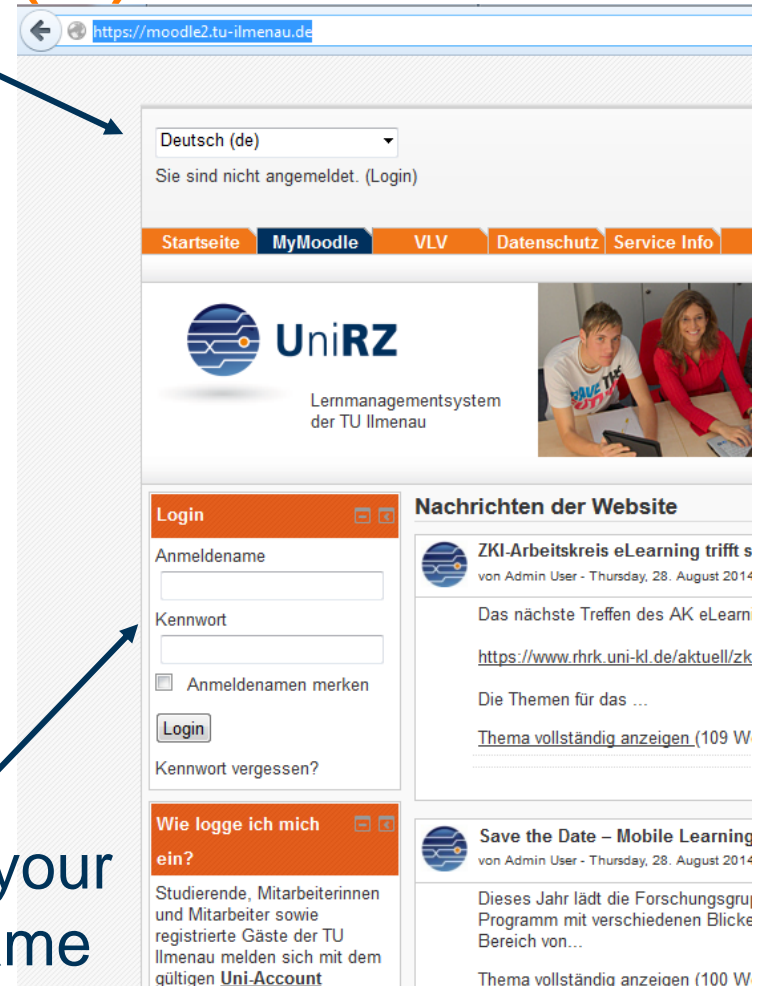 https://moodle2.tu-ilmenau.de
Deutsch (de)
Sie sind nicht angemeldet. (Login)
Startseite MyMoodle VLV Datenschutz Service Info
UniRZ
Lernmanagementsystem
der TU Ilmenau
Login
Anmeldename
Kennwort
Anmeldenamen merken
Login
Kennwort vergessen?
Wie logge ich mich
ein?
Studierende, Mitarbeiterinnen
und Mitarbeiter sowie
registrierte Gäste der TU
Ilmenau melden sich mit dem
gültigen Uni-Account
Nachrichten der Website
ZKI-Arbeitskreis eLearning trifft s
von Admin User - Thursday, 28. August 2014
Das nächste Treffen des AK eLearni
https://www.rhrk.uni-kl.de/aktuell/zk
Die Themen für das ...
Thema vollständig anzeigen (109 W
Save the Date – Mobile Learning
von Admin User - Thursday, 28. August 2014
Dieses Jahr lädt die Forschungsgru
Programm mit verschiedenen Blicke
Bereich von...
Thema vollständig anzeigen (100 W
your
me